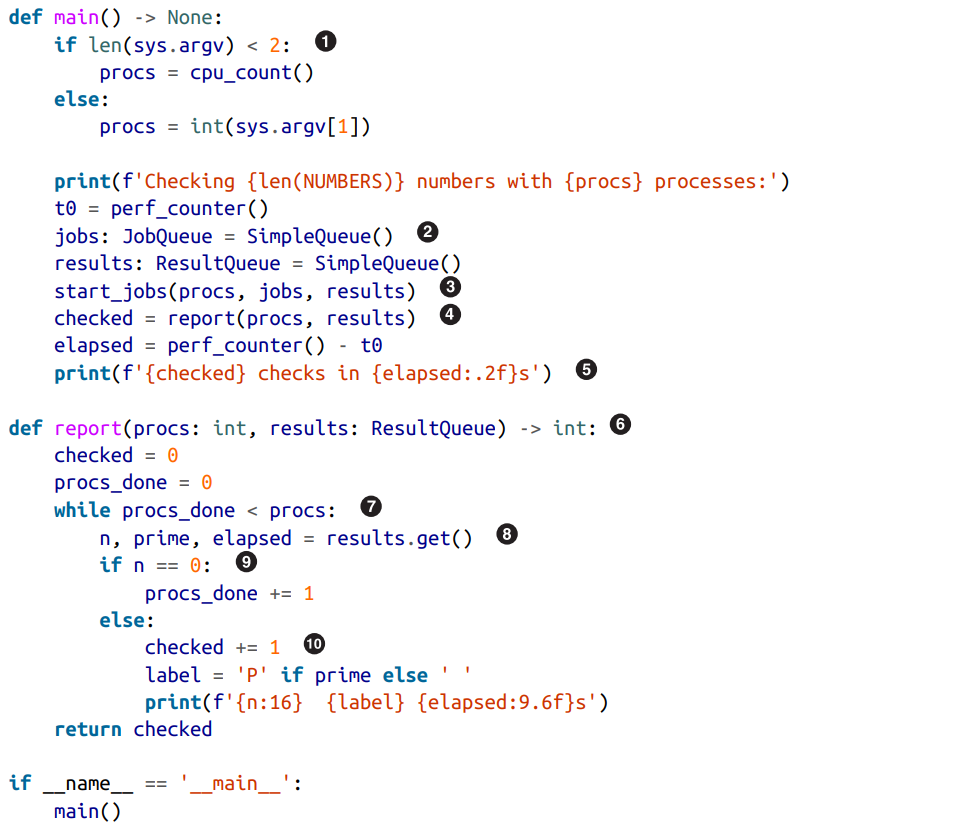 def main() -> None:
    if len(sys.argv) < 2:  ❶
        procs = cpu_count()
    else:
        procs = int(sys.argv[1])

    print(f'Checking {len(NUMBERS)} numbers with {procs} processes:')
    t0 = perf_counter()
    jobs: JobQueue = SimpleQueue()  ❷
    results: ResultQueue = SimpleQueue()
    start_jobs(procs, jobs, results)  ❸
    checked = report(procs, results)  ❹
    elapsed = perf_counter() - t0
    print(f'{checked} checks in {elapsed:.2f}s')  ❺

def report(procs: int, results: ResultQueue) -> int: ❻
    checked = 0
    procs_done = 0
    while procs_done < procs:  ❼
        n, prime, elapsed = results.get()  ❽
        if n == 0:  ❾
            procs_done += 1
        else:
            checked += 1  ❿
            label = 'P' if prime else ' '
            print(f'{n:16}  {label} {elapsed:9.6f}s')
    return checked

if __name__ == '__main__':
    main()